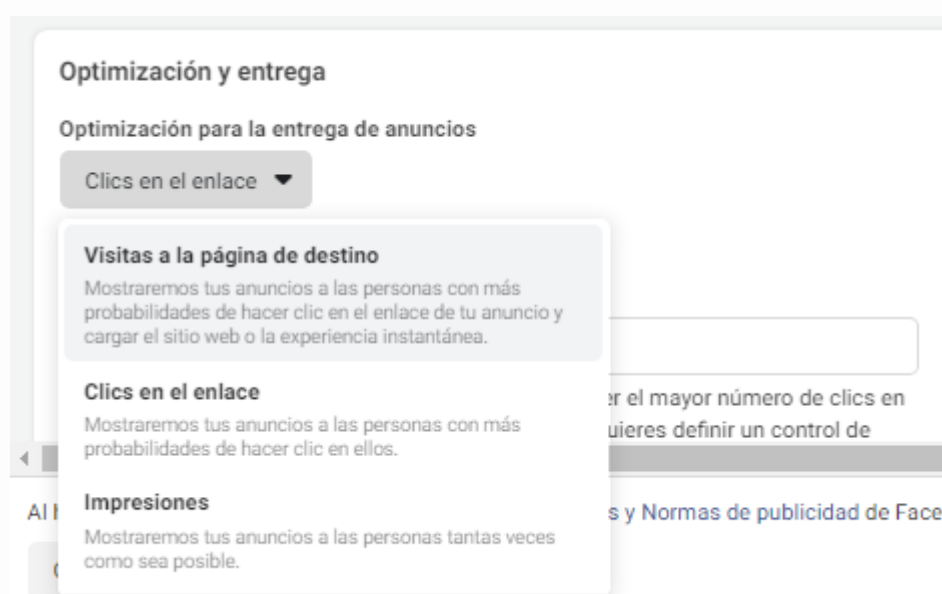 Optimización y entrega
Optimización para la entrega de anuncios
Clics en el enlace
Visitas a la página de destino
Mostraremos tus anuncios a las personas con más
probabilidades de hacer clic en el enlace de tu anuncio y
cargar el sitio web o la experiencia instantánea.
Clics en el enlace
el mayor número de clics en
Mostraremos tus anuncios a las personas con más
probabilidades de hacer clic en ellos.
definir un control de
Impresiones
Al
y Normas de publicidad de
Mostraremos tus anuncios a las personas tantas veces
como sea posible.